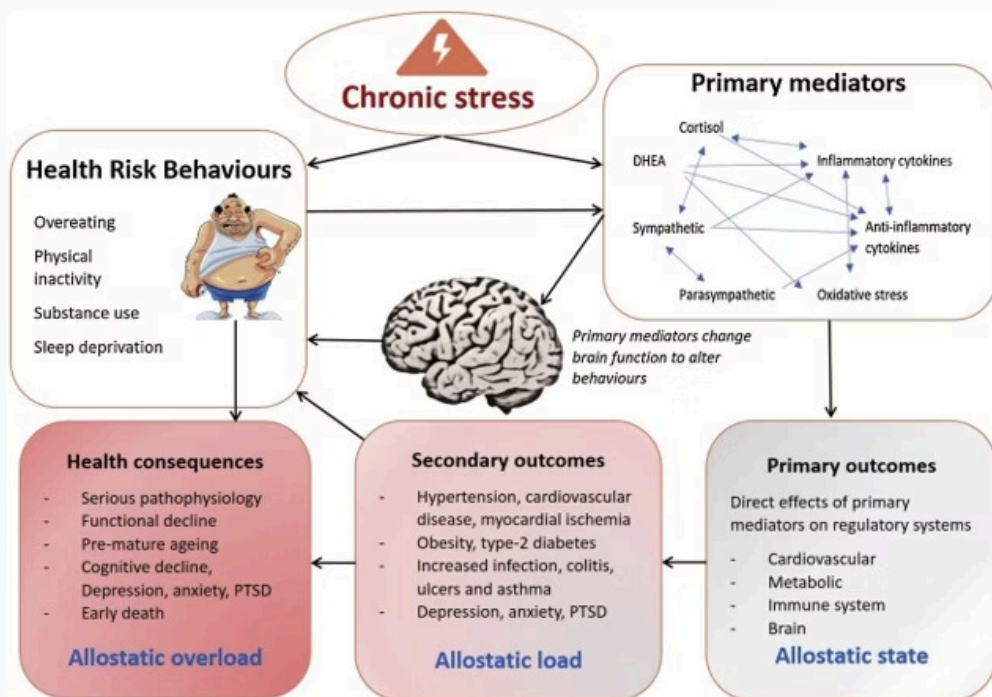 Chronic stress
Primary mediators
Cortisol
DHEA
Inflammatory cytokines
Sympathetic
Anti-inflammatory
cytokines
Parasympathetic
Oxidative stress
Health Risk Behaviours
Overeating
Physical
inactivity
Substance use
Sleep deprivation
Primary mediators change
brain function to alter
behaviours
Health consequences
- Serious pathophysiology
- Functional decline
- Pre-mature ageing
- Cognitive decline,
Depression, anxiety, PTSD
- Early death
Allostatic overload
Secondary outcomes
- Hypertension, cardiovascular
disease, myocardial ischemia
- Obesity, type-2 diabetes
- Increased infection, colitis,
ulcers and asthma
- Depression, anxiety, PTSD
Allostatic load
Primary outcomes
Direct effects of primary
mediators on regulatory systems
- Cardiovascular
- Metabolic
- Immune system
- Brain
Allostatic state